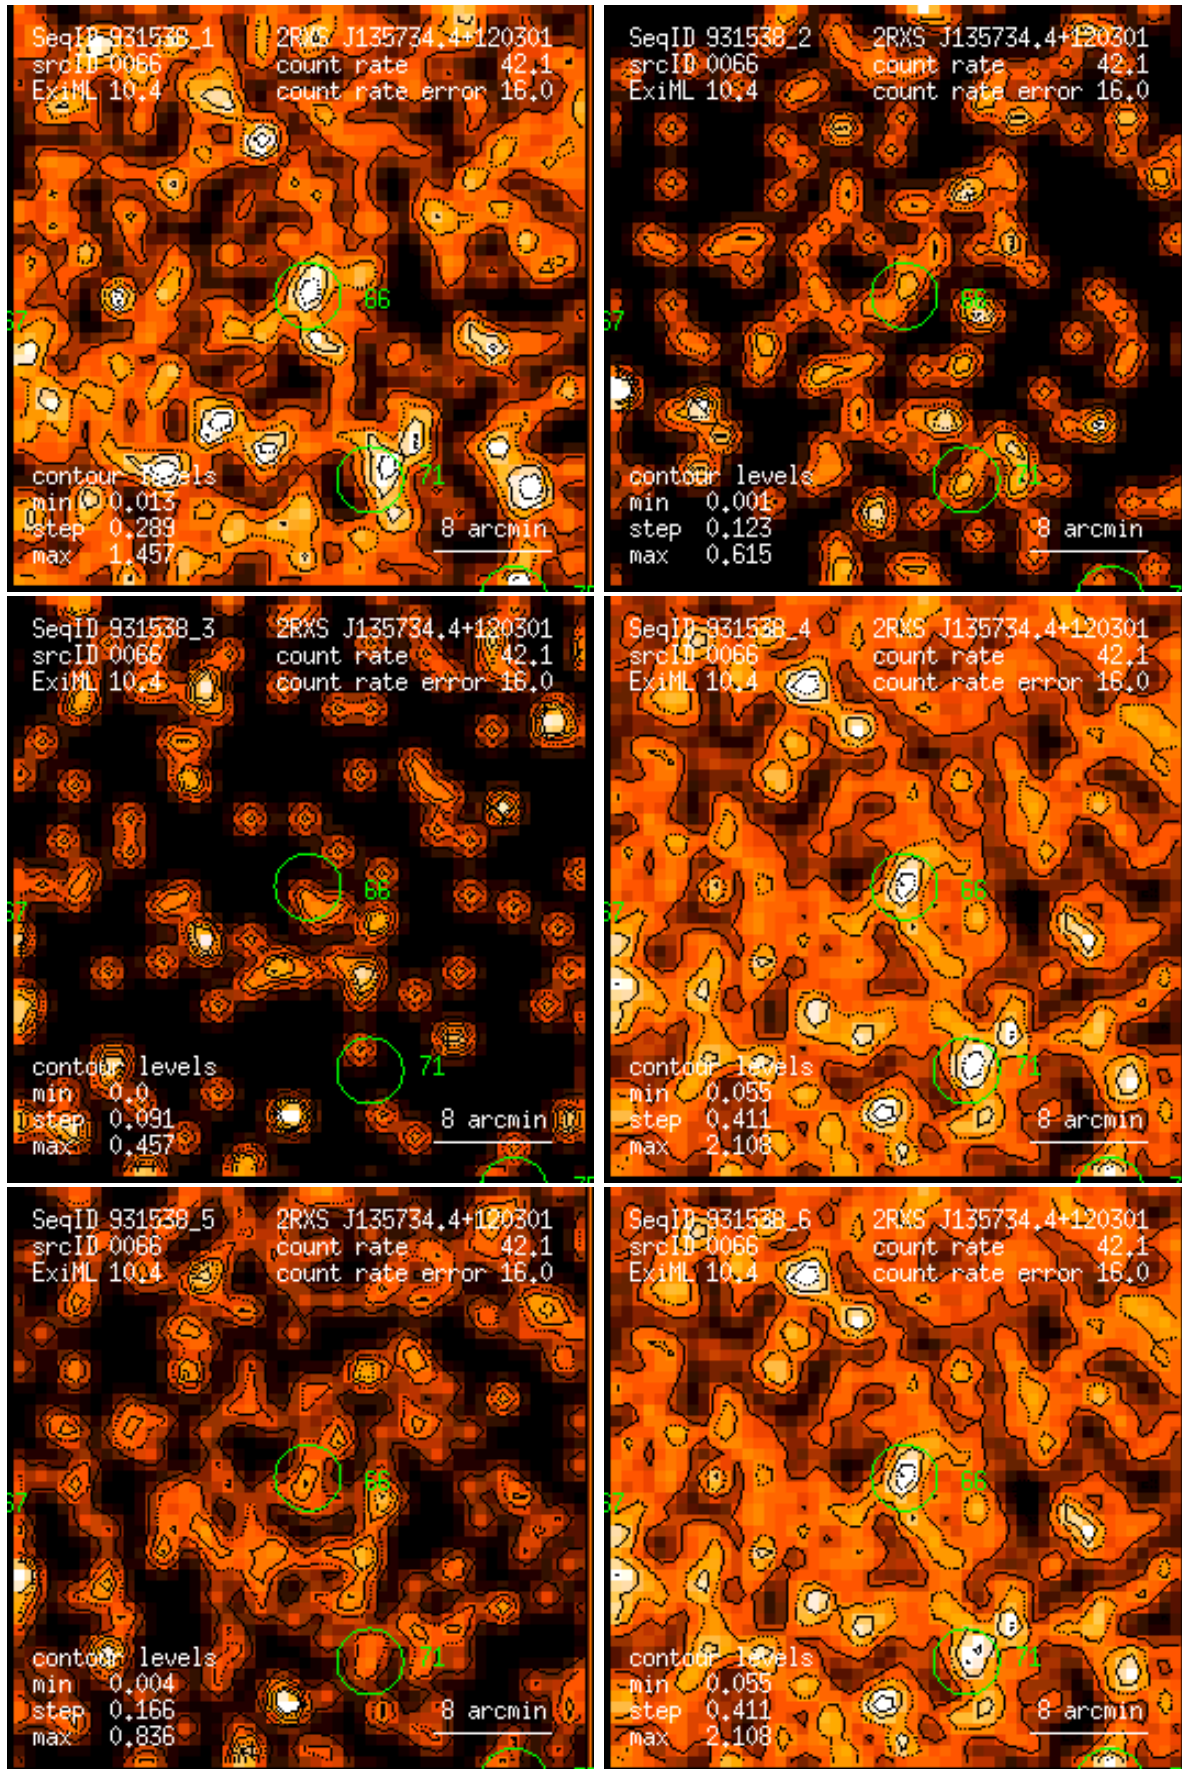 SeqID 931538_1 2RXS J135734.4+120301
srcID 0066 count rate 42.1
ExiML 10.4 count rate error 16.0
66
67
71
contour levels
min 0.013
step 0.289
max 1.457
8 arcmin
SeqID 931538_2 2RXS J135734.4+120301
srcID 0066 count rate 42.1
ExiML 10.4 count rate error 16.0
66
67
71
contour levels
min 0.001
step 0.123
max 0.615
8 arcmin
SeqID 931538_3 2RXS J135734.4+120301
srcID 0066 count rate 42.1
ExiML 10.4 count rate error 16.0
66
67
71
contour levels
min 0.0
step 0.091
max 0.457
8 arcmin
SeqID 931538_4 2RXS J135734.4+120301
srcID 0066 count rate 42.1
ExiML 10.4 count rate error 16.0
66
67
71
contour levels
min 0.055
step 0.411
max 2.108
8 arcmin
SeqID 931538_5 2RXS J135734.4+120301
srcID 0066 count rate 42.1
ExiML 10.4 count rate error 16.0
66
67
71
contour levels
min 0.004
step 0.166
max 0.836
8 arcmin
SeqID 931538_6 2RXS J135734.4+120301
srcID 0066 count rate 42.1
ExiML 10.4 count rate error 16.0
66
67
71
contour levels
min 0.055
step 0.411
max 2.108
8 arcmin